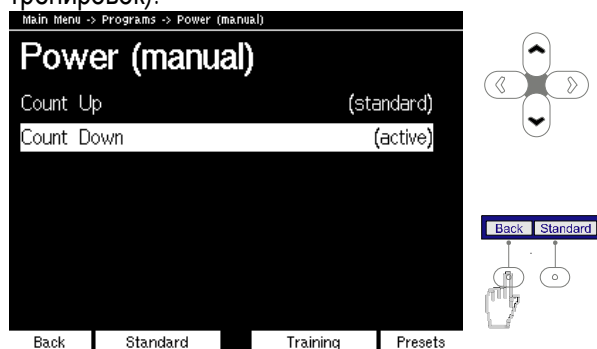 тренировок).
Main Menu -> Programs -> Power (manual)
Power (manual)
Count Up (standard)
Count Down (active)
Back Standard
Back Standard Training Presets